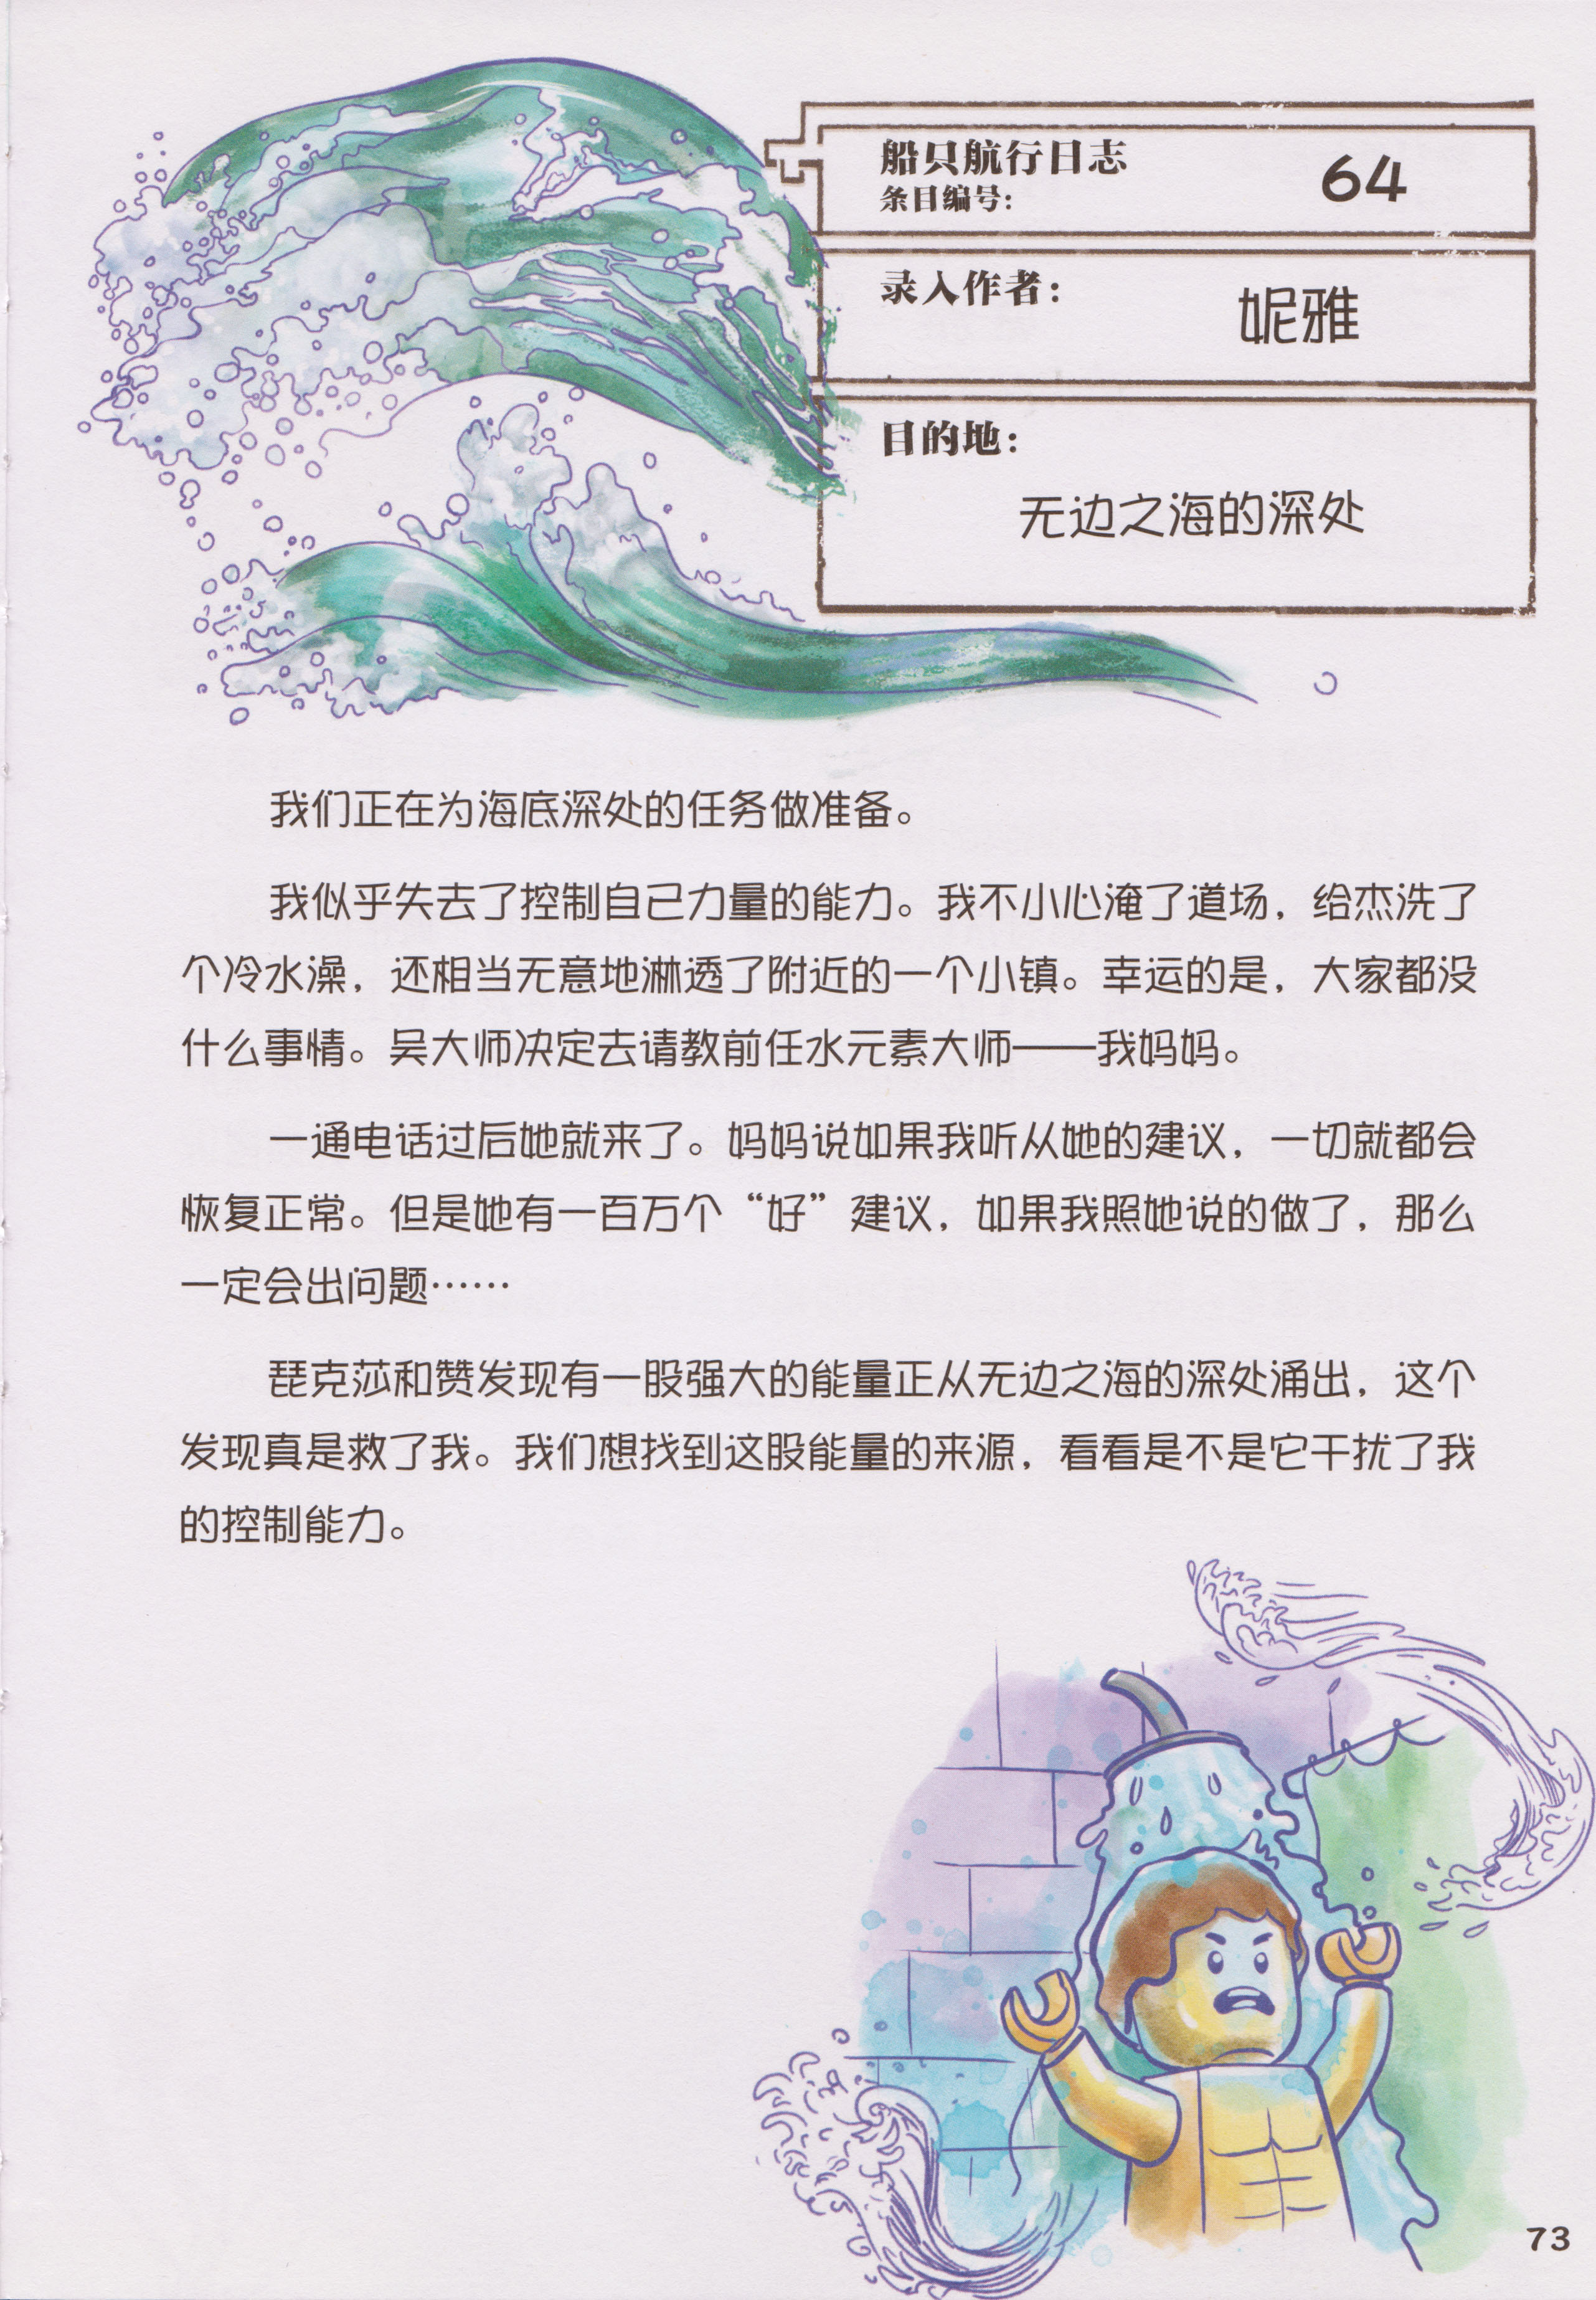 船只航行日志
条目编号：
64
录入作者：
妮雅
目的地：
无边之海的深处
我们正在为海底深处的任务做准备。
我似乎失去了控制自己力量的能力。我不小心淹了道场，给杰洗了
个冷水澡，还相当无意地淋透了附近的一个小镇。幸运的是，大家都没
什么事情。吴大师决定去请教前任水元素大师——我妈妈。
一通电话过后她就来了。妈妈说如果我听从她的建议，一切就都会
恢复正常。但是她有一百万个“好”建议，如果我照她说的做了，那么
一定会出问题……
琵克莎和赞发现有一股强大的能量正从无边之海的深处涌出，这个
发现真是救了我。我们想找到这股能量的来源，看看是不是它干扰了我
的控制能力。
73